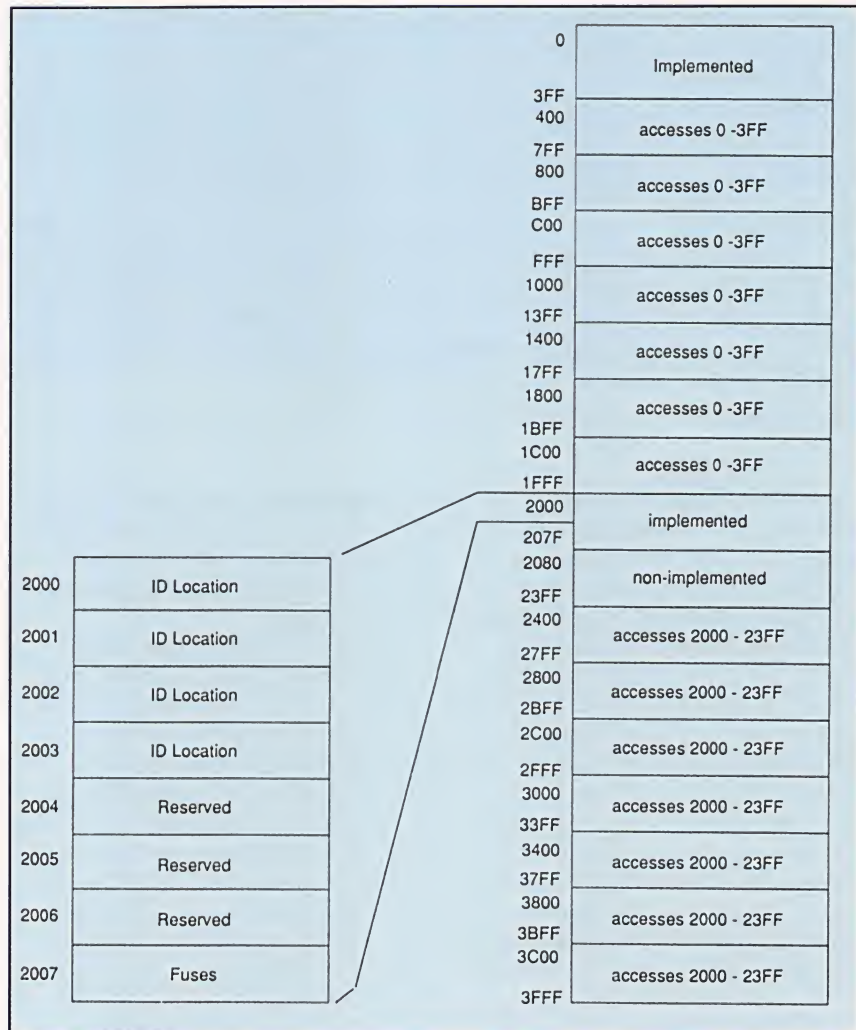 0
Implemented
3FF
400
accesses 0 -3FF
7FF
800
accesses 0 -3FF
BFF
C00
accesses 0 -3FF
FFF
1000
accesses 0 -3FF
13FF
1400
accesses 0 -3FF
17FF
1800
accesses 0 -3FF
1BFF
1C00
accesses 0 -3FF
1FFF
2000
implemented
207F
2080
non-implemented
23FF
2400
accesses 2000 - 23FF
27FF
2800
accesses 2000 - 23FF
2BFF
2C00
accesses 2000 - 23FF
2FFF
3000
accesses 2000 - 23FF
33FF
3400
accesses 2000 - 23FF
37FF
3800
accesses 2000 - 23FF
3BFF
3C00
accesses 2000 - 23FF
3FFF
2000 ID Location
2001 ID Location
2002 ID Location
2003 ID Location
2004 Reserved
2005 Reserved
2006 Reserved
2007 Fuses